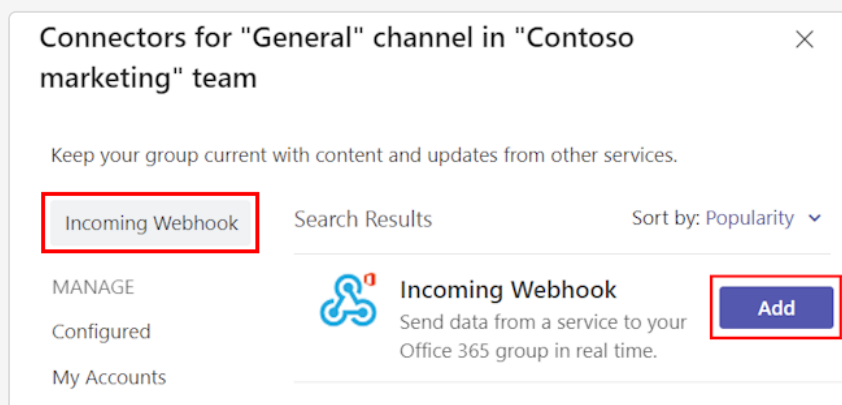 Connectors for "General" channel in "Contoso
marketing" team
Keep your group current with content and updates from other services.
Incoming Webhook
Search Results
Sort by: Popularity
MANAGE
Configured
My Accounts
Incoming Webhook
Send data from a service to your
Office 365 group in real time.
Add